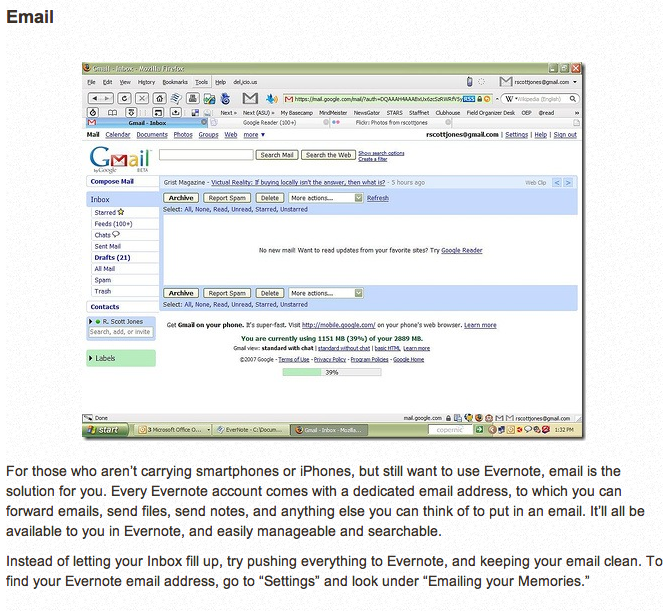 Email
Gmail - Inbox - Mozilla Firefox
File Edit View History Bookmarks Tools Help del.icio.us rscottjones@gmail.com
RSS Wikipedia (English)
Next » Next (ASU) » My Basecamp MindMeister NewsGator STARS Staffnet Clubhouse Field Organizer Desk OEP @read »
Gmail - Inbox Google Reader (100+) Flickr: Photos from rscottjones
Mail Calendar Documents Photos Groups Web more ▼ rscottjones@gmail.com | Settings | Help | Sign out
Gmail
by Google BETA
Search Mail Search the Web Show search options
Create a filter
Compose Mail
Grist Magazine - Virtual Reality: If buying locally isn't the answer, then what is? - 5 hours ago Web Clip < >
Inbox
Archive Report Spam Delete More actions... Refresh
Select: All, None, Read, Unread, Starred, Unstarred
Starred
Feeds (100+)
Chats
Sent Mail
Drafts (21)
All Mail
Spam
Trash
Contacts
No new mail! Want to read updates from your favorite sites? Try Google Reader
Archive Report Spam Delete More actions...
Select: All, None, Read, Unread, Starred, Unstarred
R. Scott Jones
Search, add, or invite
Labels
Get Gmail on your phone. It's super-fast. Visit http://mobile.google.com/ on your phone's web browser. Learn more
You are currently using 1151 MB (39%) of your 2889 MB.
Gmail view: standard with chat | standard without chat | basic HTML Learn more
©2007 Google - Terms of Use - Privacy Policy - Program Policies - Google Home
39%
Done mail.google.com rscottjones@gmail.com
start 3 Microsoft Office O... EverNote - C:\Docum... Gmail - Inbox - Mozilla... copernic 1:32 PM
For those who aren’t carrying smartphones or iPhones, but still want to use Evernote, email is the
solution for you. Every Evernote account comes with a dedicated email address, to which you can
forward emails, send files, send notes, and anything else you can think of to put in an email. It’ll all be
available to you in Evernote, and easily manageable and searchable.
Instead of letting your Inbox fill up, try pushing everything to Evernote, and keeping your email clean. To
find your Evernote email address, go to “Settings” and look under “Emailing your Memories.”